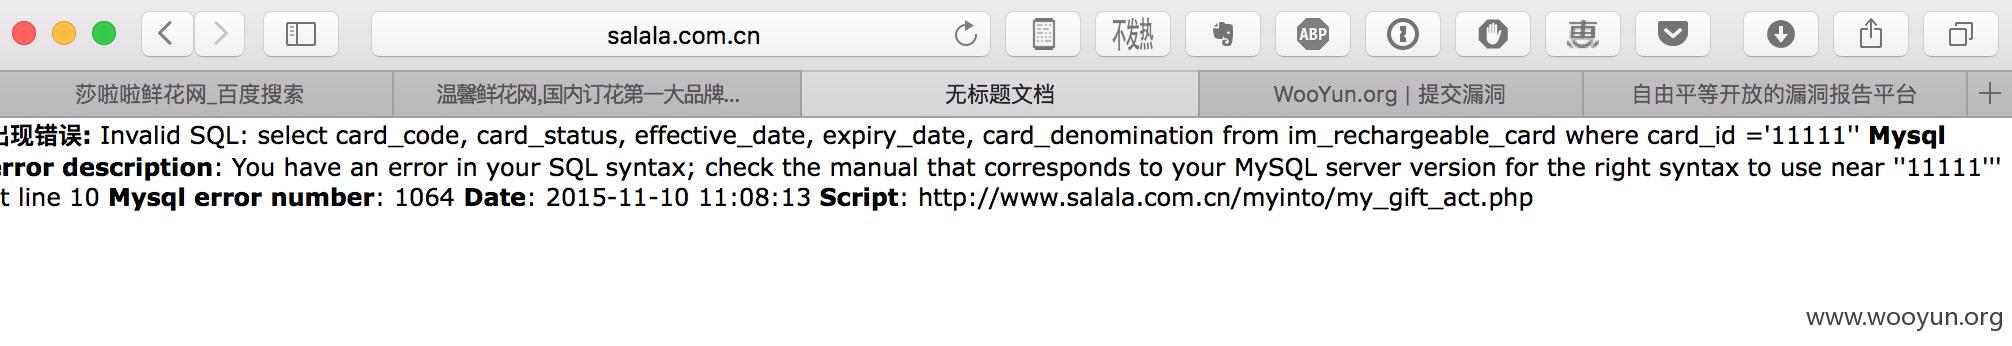 salala.com.cn
不发热
ABP
惠
莎啦啦鲜花网_百度搜索
温馨鲜花网,国内订花第一大品牌...
无标题文档
WooYun.org | 提交漏洞
自由平等开放的漏洞报告平台
出现错误: Invalid SQL: select card_code, card_status, effective_date, expiry_date, card_denomination from im_rechargeable_card where card_id ='11111'' Mysql
error description: You have an error in your SQL syntax; check the manual that corresponds to your MySQL server version for the right syntax to use near ''11111'''
t line 10 Mysql error number: 1064 Date: 2015-11-10 11:08:13 Script: http://www.salala.com.cn/myinto/my_gift_act.php
www.wooyun.org